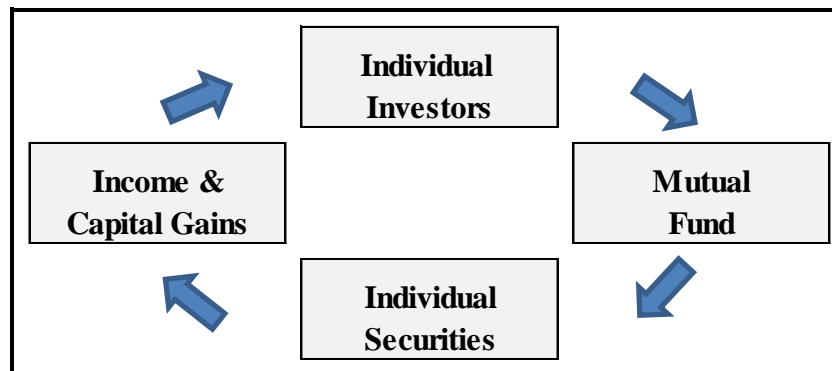 Individual
Investors
Income &
Capital Gains
Mutual
Fund
Individual
Securities